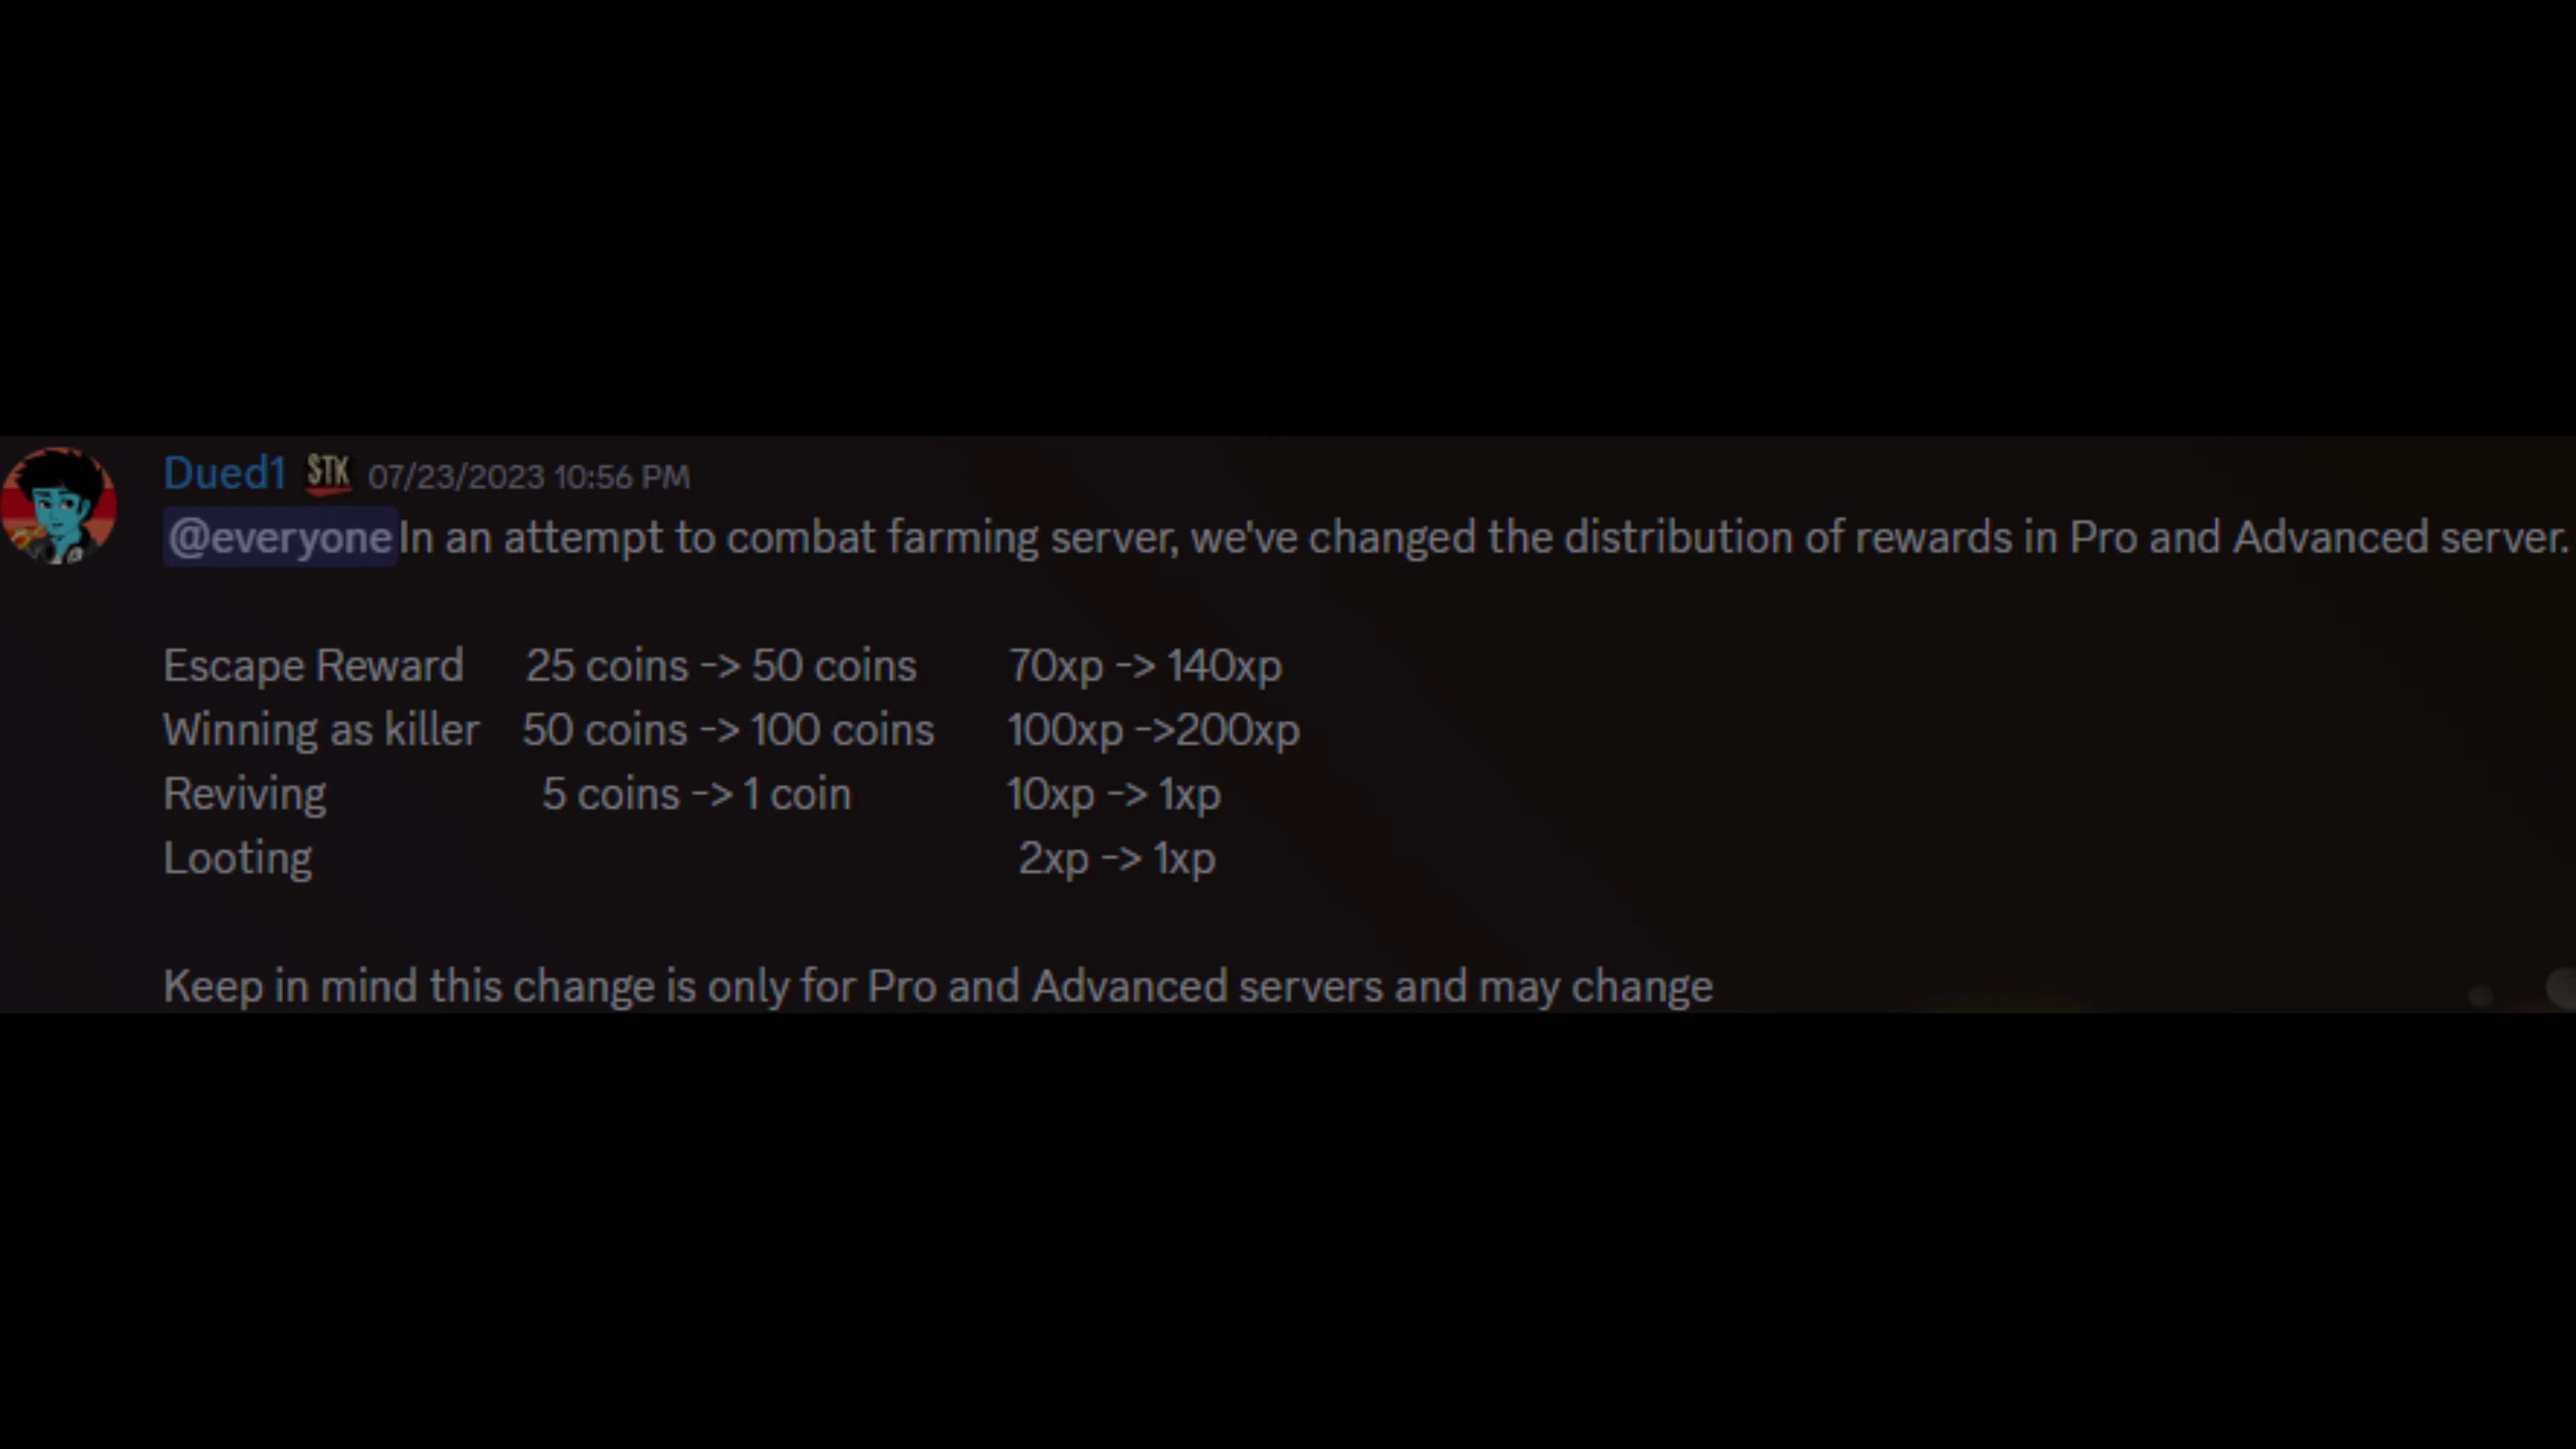 Dued1 STK 07/23/2023 10:56 PM
@everyone In an attempt to combat farming server, we've changed the distribution of rewards in Pro and Advanced server.
Escape Reward 25 coins -> 50 coins 70xp -> 140xp
Winning as killer 50 coins -> 100 coins 100xp ->200xp
Reviving 5 coins -> 1 coin 10xp -> 1xp
Looting 2xp -> 1xp
Keep in mind this change is only for Pro and Advanced servers and may change